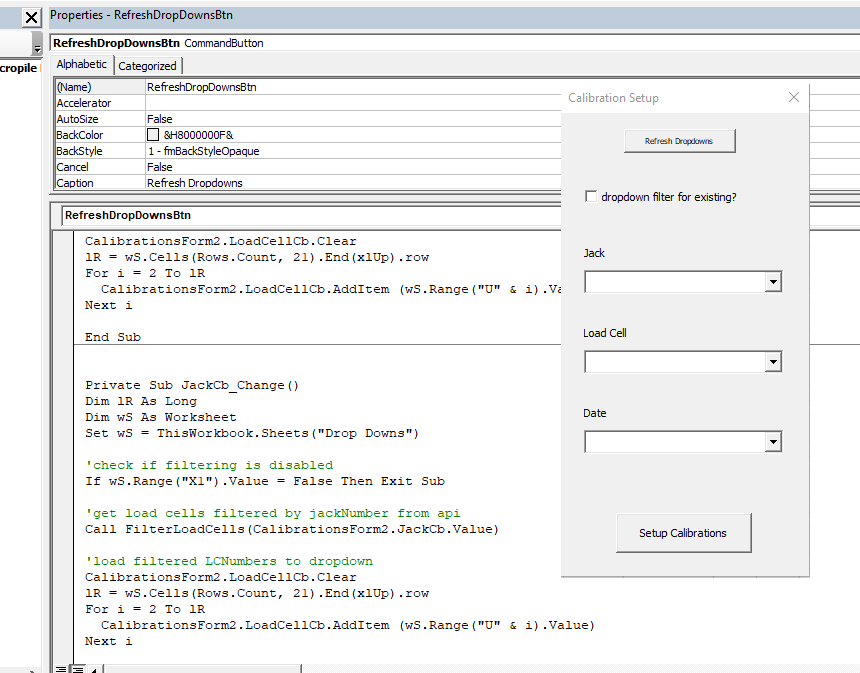 Properties - RefreshDropDownsBtn
RefreshDropDownsBtn CommandButton
cropile
Alphabetic Categorized
(Name) RefreshDropDownsBtn
Accelerator
AutoSize False
BackColor &H8000000F&
BackStyle 1 - fmBackStyleOpaque
Cancel False
Caption Refresh Dropdowns
RefreshDropDownsBtn
CalibrationsForm2.LoadCellCb.Clear
lR = wS.Cells(Rows.Count, 21).End(xlUp).row
For i = 2 To lR
CalibrationsForm2.LoadCellCb.AddItem (wS.Range("U" & i).Va
Next i
End Sub
Private Sub JackCb_Change()
Dim lR As Long
Dim wS As Worksheet
Set wS = ThisWorkbook.Sheets("Drop Downs")
'check if filtering is disabled
If wS.Range("X1").Value = False Then Exit Sub
'get load cells filtered by jackNumber from api
Call FilterLoadCells(CalibrationsForm2.JackCb.Value)
'load filtered LCNumbers to dropdown
CalibrationsForm2.LoadCellCb.Clear
lR = wS.Cells(Rows.Count, 21).End(xlUp).row
For i = 2 To lR
CalibrationsForm2.LoadCellCb.AddItem (wS.Range("U" & i).Value)
Next i
Calibration Setup
Refresh Dropdowns
dropdown filter for existing?
Jack
Load Cell
Date
Setup Calibrations